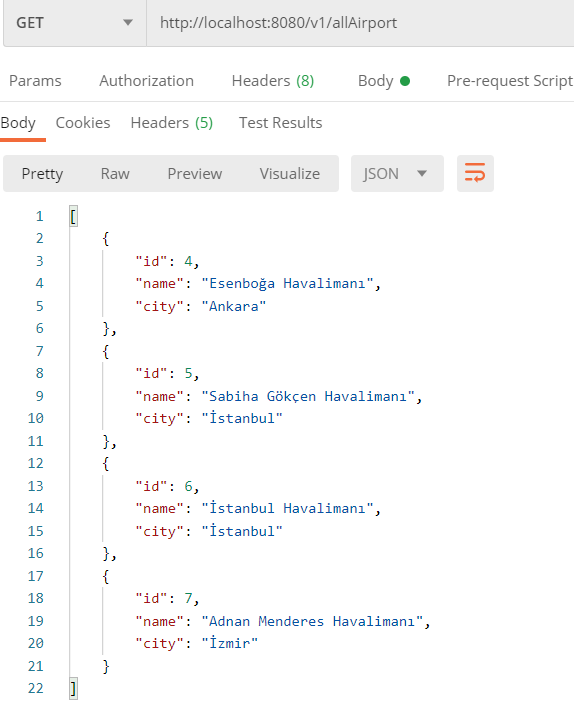 GET http://localhost:8080/v1/allAirport
Params Authorization Headers (8) Body Pre-request Script
Body Cookies Headers (5) Test Results
Pretty Raw Preview Visualize JSON
1 [
2 {
3 "id": 4,
4 "name": "Esenboğa Havalimanı",
5 "city": "Ankara"
6 },
7 {
8 "id": 5,
9 "name": "Sabiha Gökçen Havalimanı",
10 "city": "İstanbul"
11 },
12 {
13 "id": 6,
14 "name": "İstanbul Havalimanı",
15 "city": "İstanbul"
16 },
17 {
18 "id": 7,
19 "name": "Adnan Menderes Havalimanı",
20 "city": "İzmir"
21 }
22 ]